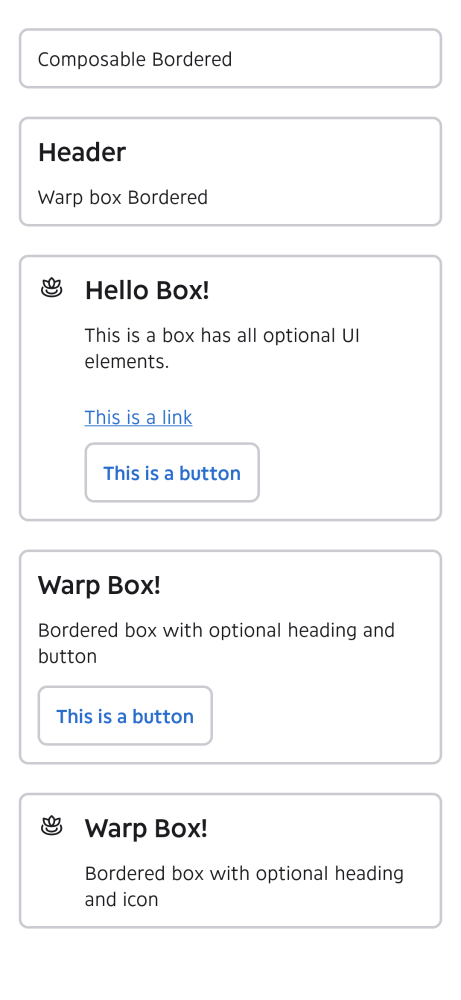 Composable Bordered
Header
Warp box Bordered
Hello Box!
This is a box has all optional UI
elements.
This is a link
This is a button
Warp Box!
Bordered box with optional heading and
button
This is a button
Warp Box!
Bordered box with optional heading
and icon